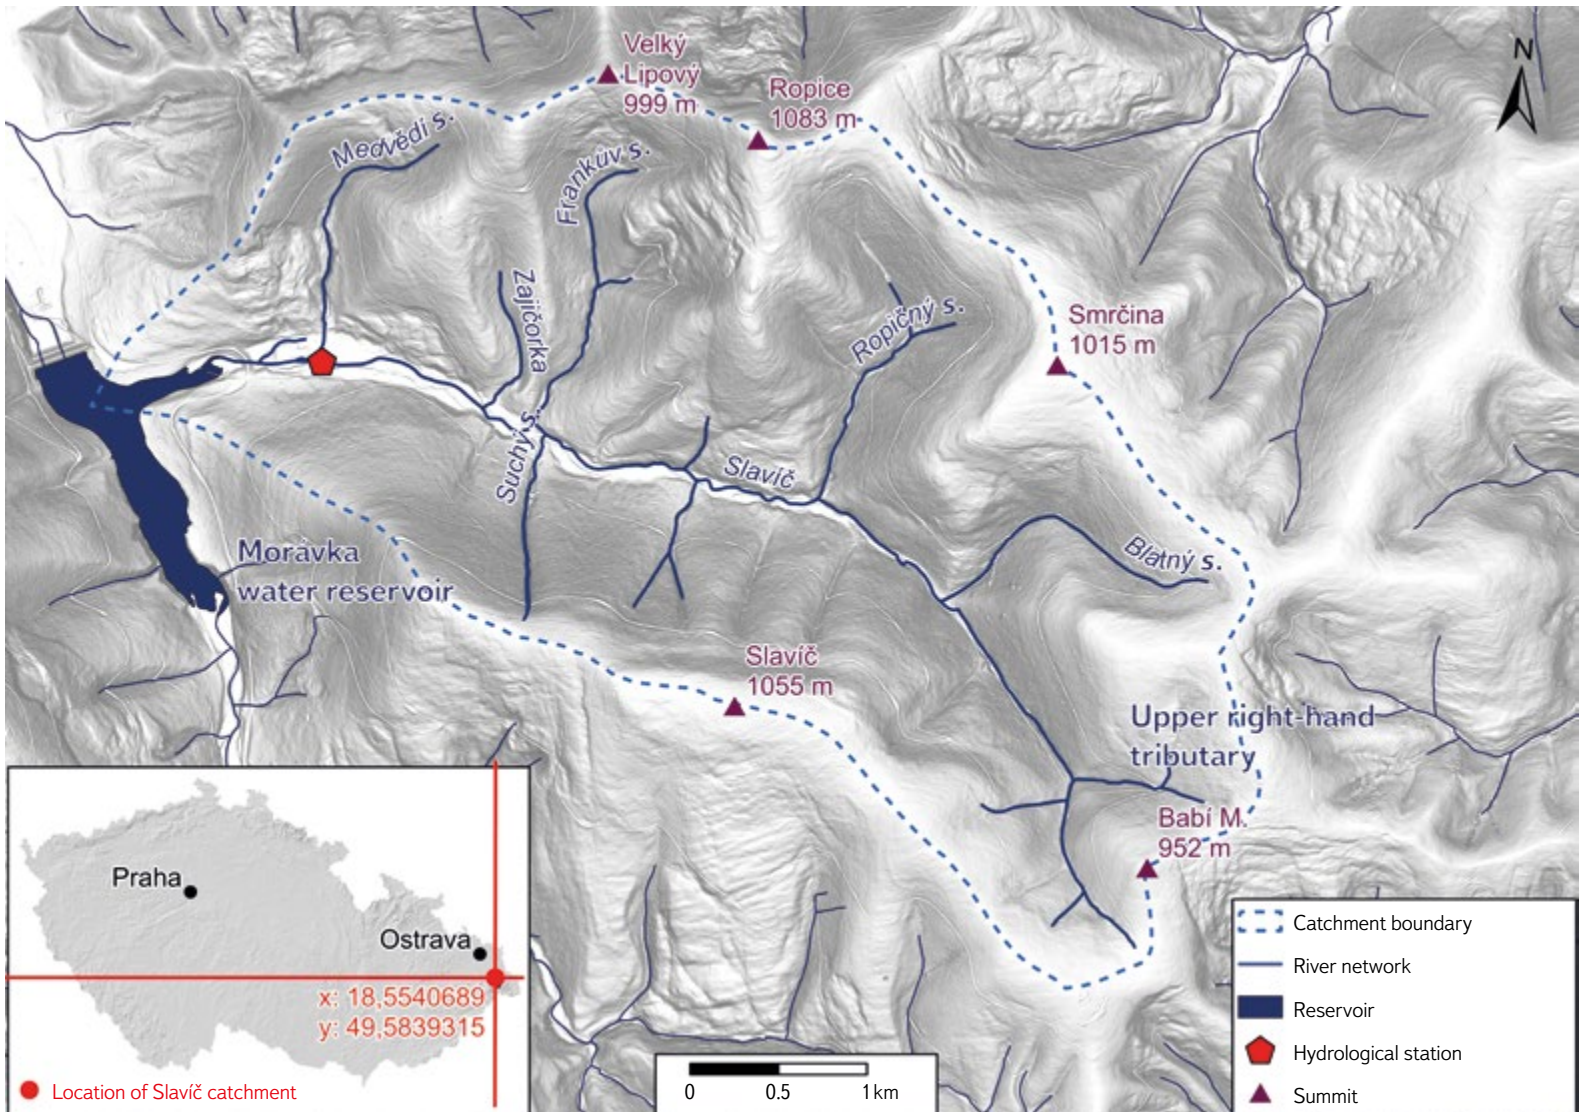 Velký
Lipový
999 m
Ropice
1083 m
N
Medvědí s.
Frankův s.
Zajíčorka
Ropičný s.
Smrčina
1015 m
Suchý s.
Slavíč
Blatný s.
Morávka
water reservoir
Slavíč
1055 m
Upper right-hand
tributary
Babí M.
952 m
Praha
Ostrava
x: 18,5540689
y: 49,5839315
Location of Slavíč catchment
0 0.5 1 km
Catchment boundary
River network
Reservoir
Hydrological station
Summit